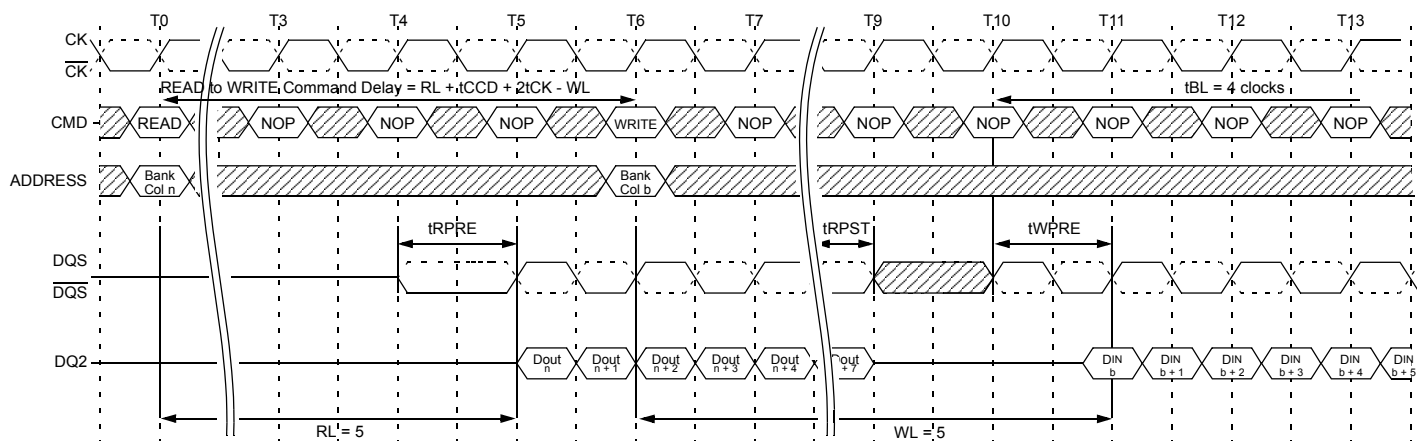 T0 T3 T4 T5 T6 T7 T9 T10 T11 T12 T13
CK
CK
READ to WRITE Command Delay = RL + tCCD + 2tCK - WL
tBL = 4 clocks
CMD READ NOP NOP NOP WRITE NOP NOP NOP NOP NOP NOP
ADDRESS
Bank
Col n
Bank
Col b
tRPRE tRPST tWPRE
DQS
DQS
DQ2
Dout
n
Dout
n + 1
Dout
n + 2
Dout
n + 3
Dout
n + 4
Dout
n + 7
DIN
b
DIN
b + 1
DIN
b + 2
DIN
b + 3
DIN
b + 4
DIN
b + 5
RL = 5 WL = 5